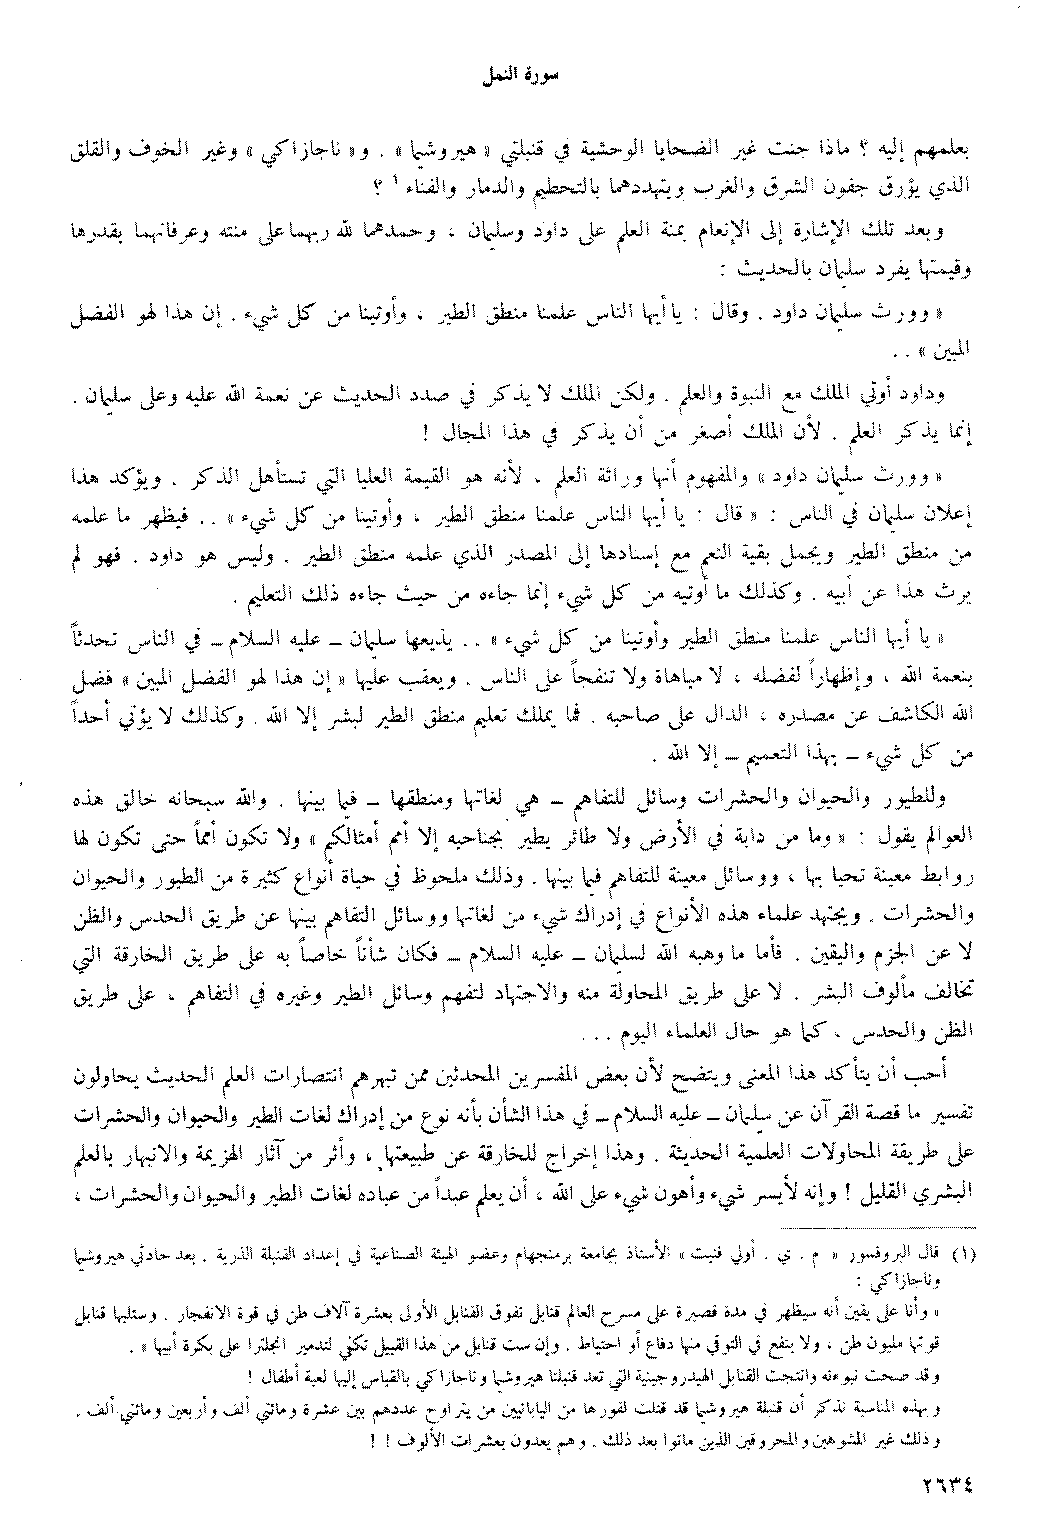 سورة النمل
بعلمهم إليه ؟ ماذا جنت غير الضحايا الوحشية في قنبلتي « هيروشيما » . و« ناجازاكي » وغير الخوف والقلق
الذي يؤرق جفون الشرق والغرب ويتهددهما بالتحطيم والدمار والفناء ١ ؟
وبعد تلك الإشارة إلى الإنعام بمنة العلم على داود وسليمان ، وحمدهما لله ربهما على منته وعرفانهما بقدرها
وقيمتها يفرد سليمان بالحديث :
« وورث سليمان داود . وقال : يا أيها الناس علمنا منطق الطير ، وأوتينا من كل شيء . إن هذا لهو الفضل
المبين » . .
وداود أوتي الملك مع النبوة والعلم . ولكن الملك لا يذكر في صدد الحديث عن نعمة الله عليه وعلى سليمان .
إنما يذكر العلم . لأن الملك أصغر من أن يذكر في هذا المجال !
« وورث سليمان داود » والمفهوم أنها وراثة العلم ، لأنه هو القيمة العليا التي تستأهل الذكر . ويؤكد هذا
إعلان سليمان في الناس : « قال : يا أيها الناس علمنا منطق الطير ، وأوتينا من كل شيء » . . فيظهر ما علمه
من منطق الطير ويجمل بقية النعم مع إسنادها إلى المصدر الذي علمه منطق الطير . وليس هو داود . فهو لم
يرث هذا عن أبيه . وكذلك ما أوتيه من كل شيء إنما جاءه من حيث جاءه ذلك التعليم .
« يا أيها الناس علمنا منطق الطير وأوتينا من كل شيء » . . يذيعها سليمان – عليه السلام – في الناس تحدثاً
بنعمة الله ، وإظهاراً لفضله ، لا مباهاة ولا تنفجاً على الناس . ويعقب عليها « إن هذا لهو الفضل المبين » فضل
الله الكاشف عن مصدره ، الدال على صاحبه . فما يملك تعليم منطق الطير لبشر إلا الله . وكذلك لا يؤتي أحداً
من كل شيء – بهذا التعميم – إلا الله .
وللطيور والحيوان والحشرات وسائل للتفاهم – هي لغاتها ومنطقها – فيما بينها . والله سبحانه خالق هذه
العوالم يقول : « وما من دابة في الأرض ولا طائر يطير بجناحيه إلا أمم أمثالكم » ولا تكون أمماً حتى تكون لها
روابط معينة تحيا بها ، ووسائل معينة للتفاهم فيما بينها . وذلك ملحوظ في حياة أنواع كثيرة من الطيور والحيوان
والحشرات . ويجتهد علماء هذه الأنواع في إدراك شيء من لغاتها ووسائل التفاهم بينها عن طريق الحدس والظن
لا عن الجزم واليقين . فأما ما وهبه الله لسليمان – عليه السلام – فكان شأناً خاصاً به على طريق الخارقة التي
تخالف مألوف البشر . لا على طريق المحاولة منه والاجتهاد لتفهم وسائل الطير وغيره في التفاهم ، على طريق
الظن والحدس ، كما هو حال العلماء اليوم . . .
أحب أن يتأكد هذا المعنى ويتضح لأن بعض المفسرين المحدثين ممن تبهرهم انتصارات العلم الحديث يحاولون
تفسير ما قصه القرآن عن سليمان – عليه السلام – في هذا الشأن بأنه نوع من إدراك لغات الطير والحيوان والحشرات
على طريقة المحاولات العلمية الحديثة . وهذا إخراج للخارقة عن طبيعتها ، وأثر من آثار الهزيمة والانبهار بالعلم
البشري القليل ! وإنه لأيسر شيء وأهون شيء على الله ، أن يعلم عبداً من عباده لغات الطير والحيوان والحشرات ،
(١) قال البروفسور « م . ي . أولي فنيت » الأستاذ بجامعة برمنجهام وعضو الهيئة الصناعية في إعداد القنبلة الذرية . بعد حادثي هيروشيما
وناجازاكي :
« وأنا على يقين أنه سيظهر في مدة قصيرة على مسرح العالم قنابل تفوق القنابل الأولى بعشرة آلاف طن في قوة الانفجار . وستليها قنابل
قوتها مليون طن ، ولا ينفع في التوقي منها دفاع أو احتياط . وإن ست قنابل من هذا القبيل تكفي لتدمير انجلترا على بكرة أبيها » .
وقد صحت نبوءته وانتجت القنابل الهيدروجينية التي تعد قنبلتا هيروشيما وناجازاكي بالقياس إليها لعبة أطفال !
وبهذه المناسبة نذكر أن قنبلة هيروشيما قد قتلت لفورها من اليابانيين من يتراوح عددهم بين عشرة ومائتي ألف وأربعين ومائتي ألف .
وذلك غير المشوهين والمحروقين الذين ماتوا بعد ذلك . وهم يعدون بعشرات الألوف ! !
٢٦٣٤